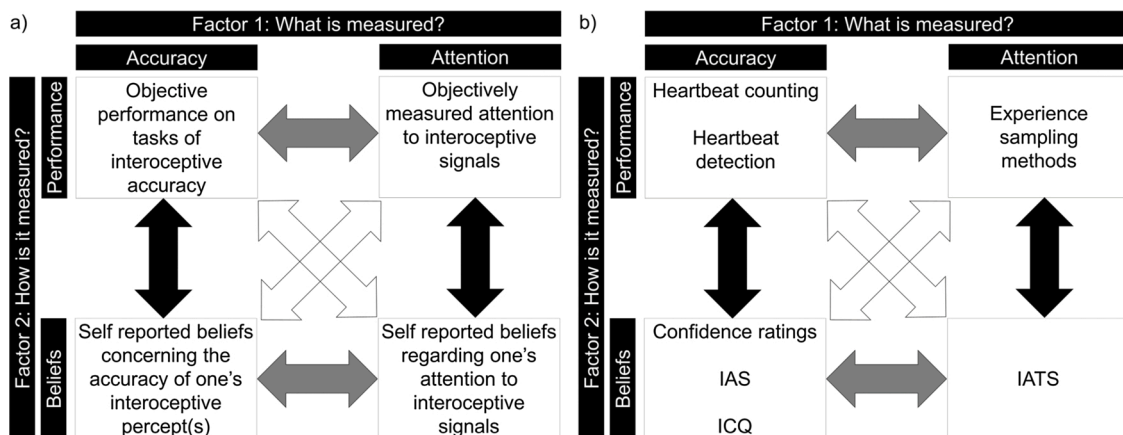 a)
Factor 1: What is measured?
Accuracy
Attention
Factor 2: How is it measured?
Performance
Objective
performance on
tasks of
interoceptive
accuracy
Objectively
measured attention
to interoceptive
signals
Beliefs
Self reported beliefs
concerning the
accuracy of one's
interoceptive
percept(s)
Self reported beliefs
regarding one's
attention to
interoceptive
signals
b)
Factor 1: What is measured?
Accuracy
Attention
Factor 2: How is it measured?
Performance
Heartbeat counting
Heartbeat
detection
Experience
sampling
methods
Beliefs
Confidence ratings
IAS
ICQ
IATS